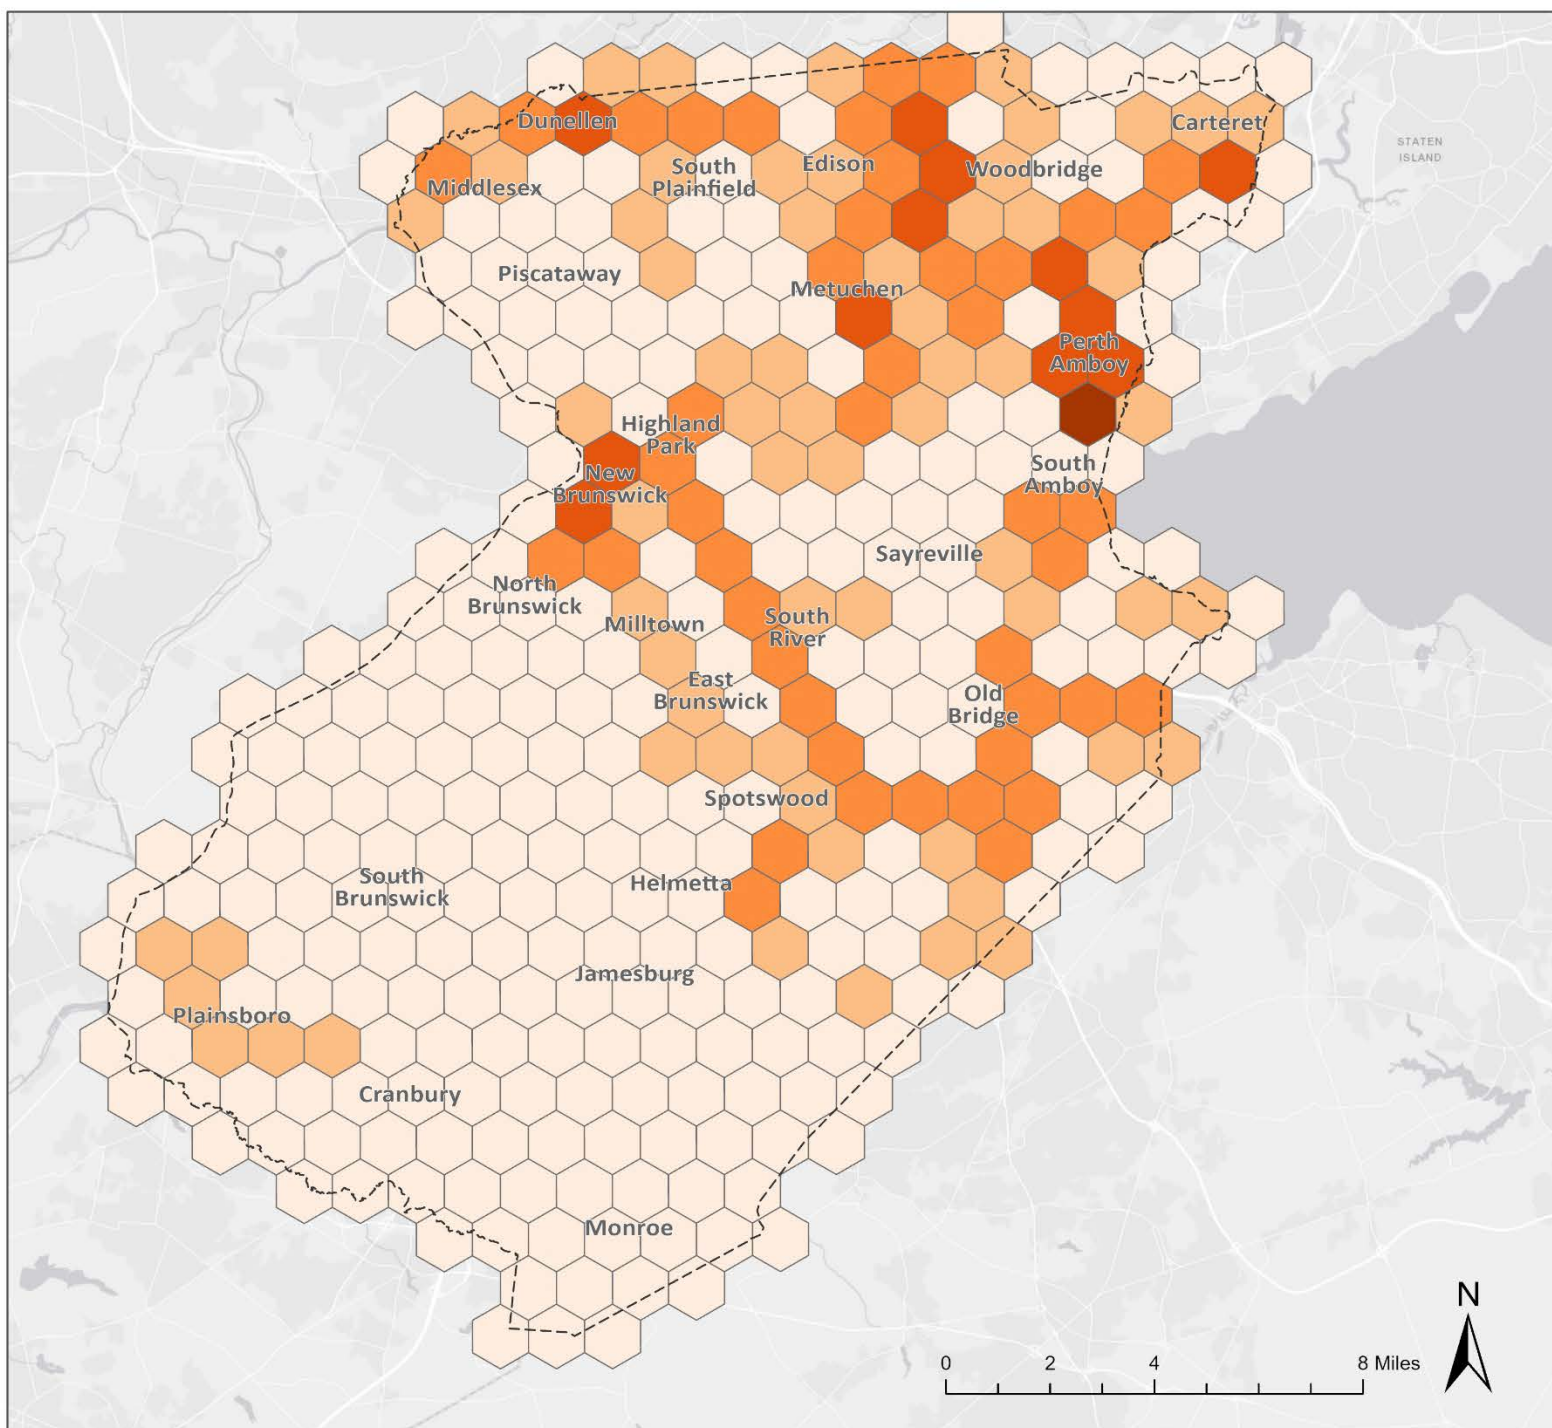 Dunellen
Carteret
STATEN
ISLAND
Middlesex
South
Plainfield
Edison
Woodbridge
Piscataway
Metuchen
Perth
Amboy
Highland
Park
New
Brunswick
South
Amboy
Sayreville
North
Brunswick
Milltown
South
River
East
Brunswick
Old
Bridge
Spotswood
South
Brunswick
Helmetta
Jamesburg
Plainsboro
Cranbury
Monroe
N
0 2 4 8 Miles